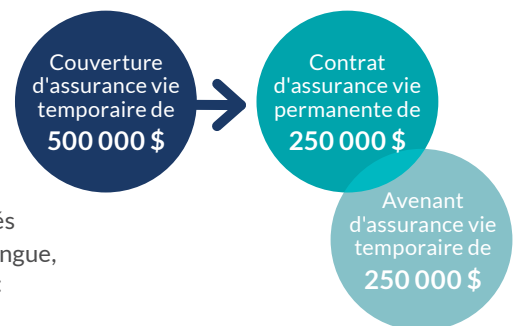 Couverture
d'assurance vie
temporaire de
500 000 $
Contrat
d'assurance vie
permanente de
250 000 $
Avenant
d'assurance vie
temporaire de
250 000 $